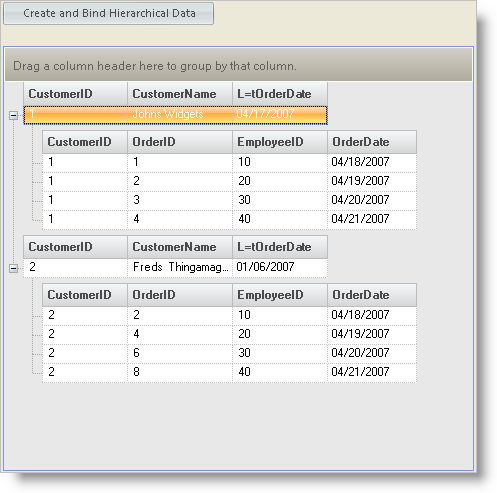 Create and Bind Hierarchical Data
Drag a column header here to group by that column.
CustomerID CustomerName L=tOrderDate
1 Johns Widgets 04/17/2007
CustomerID OrderID EmployeeID OrderDate
1 1 10 04/18/2007
1 2 20 04/19/2007
1 3 30 04/20/2007
1 4 40 04/21/2007
CustomerID CustomerName L=tOrderDate
2 Freds Thingamag... 01/06/2007
CustomerID OrderID EmployeeID OrderDate
2 2 10 04/18/2007
2 4 20 04/19/2007
2 6 30 04/20/2007
2 8 40 04/21/2007